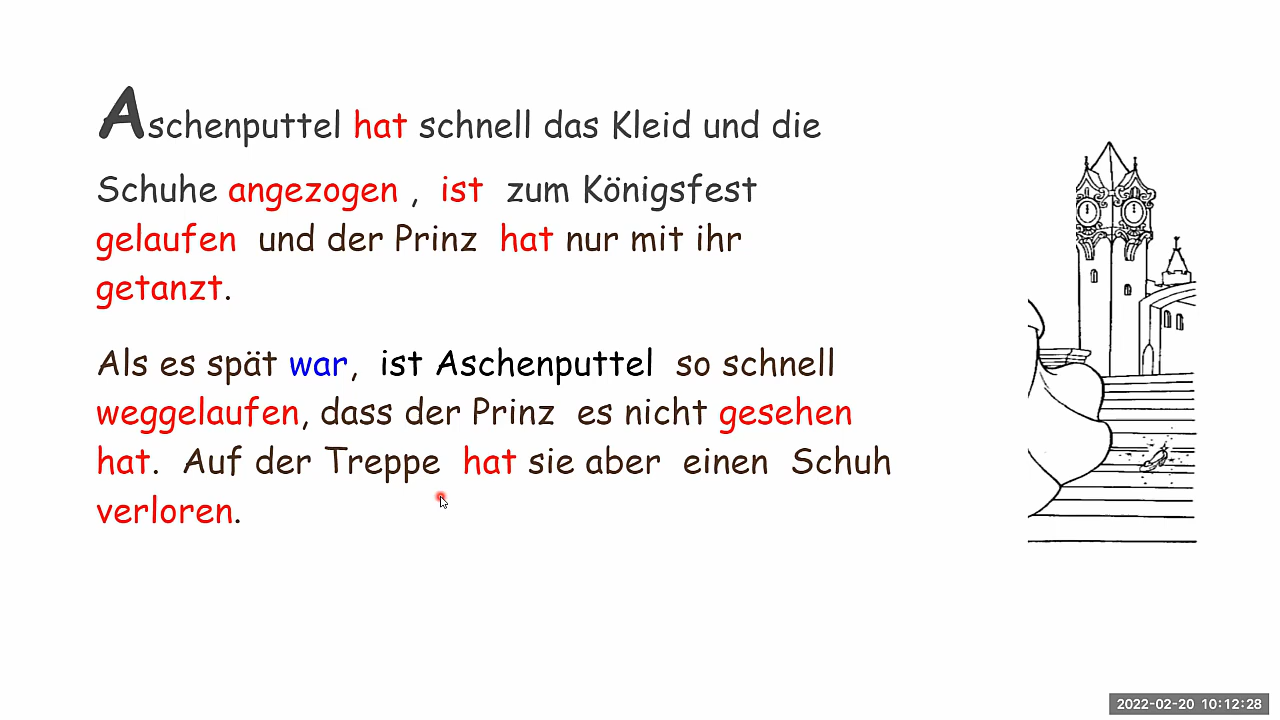 Aschenputtel hat schnell das Kleid und die
Schuhe angezogen , ist zum Königsfest
gelaufen und der Prinz hat nur mit ihr
getanzt.
Als es spät war, ist Aschenputtel so schnell
weggelaufen, dass der Prinz es nicht gesehen
hat. Auf der Treppe hat sie aber einen Schuh
verloren.
2022-02-20 10:12:28